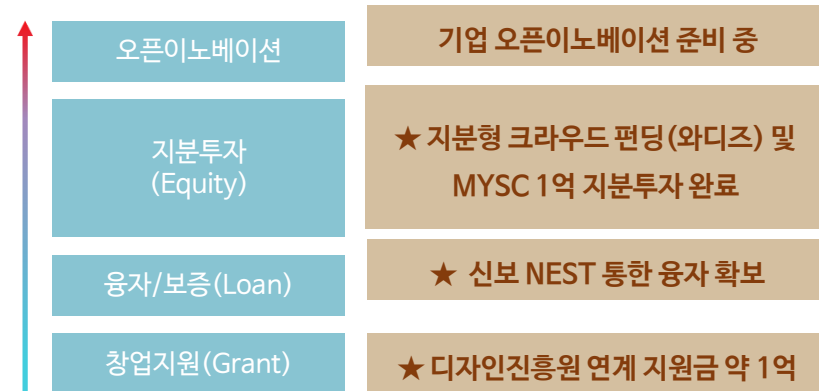 오픈이노베이션
기업 오픈이노베이션 준비 중
지분투자
(Equity)
★ 지분형 크라우드 펀딩(와디즈) 및
MYSC 1억 지분투자 완료
융자/보증(Loan)
★ 신보 NEST 통한 융자 확보
창업지원(Grant)
★ 디자인진흥원 연계 지원금 약 1억